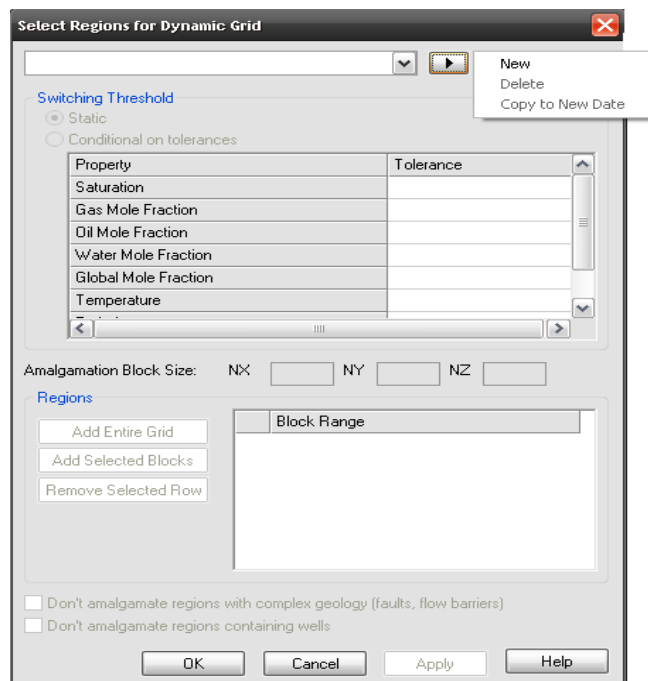 Select Regions for Dynamic Grid
New
Delete
Copy to New Date
Switching Threshold
Static
Conditional on tolerances
Property Tolerance
Saturation
Gas Mole Fraction
Oil Mole Fraction
Water Mole Fraction
Global Mole Fraction
Temperature
Amalgamation Block Size: NX NY NZ
Regions
Add Entire Grid
Add Selected Blocks
Remove Selected Row
Block Range
Don't amalgamate regions with complex geology (faults, flow barriers)
Don't amalgamate regions containing wells
OK Cancel Apply Help